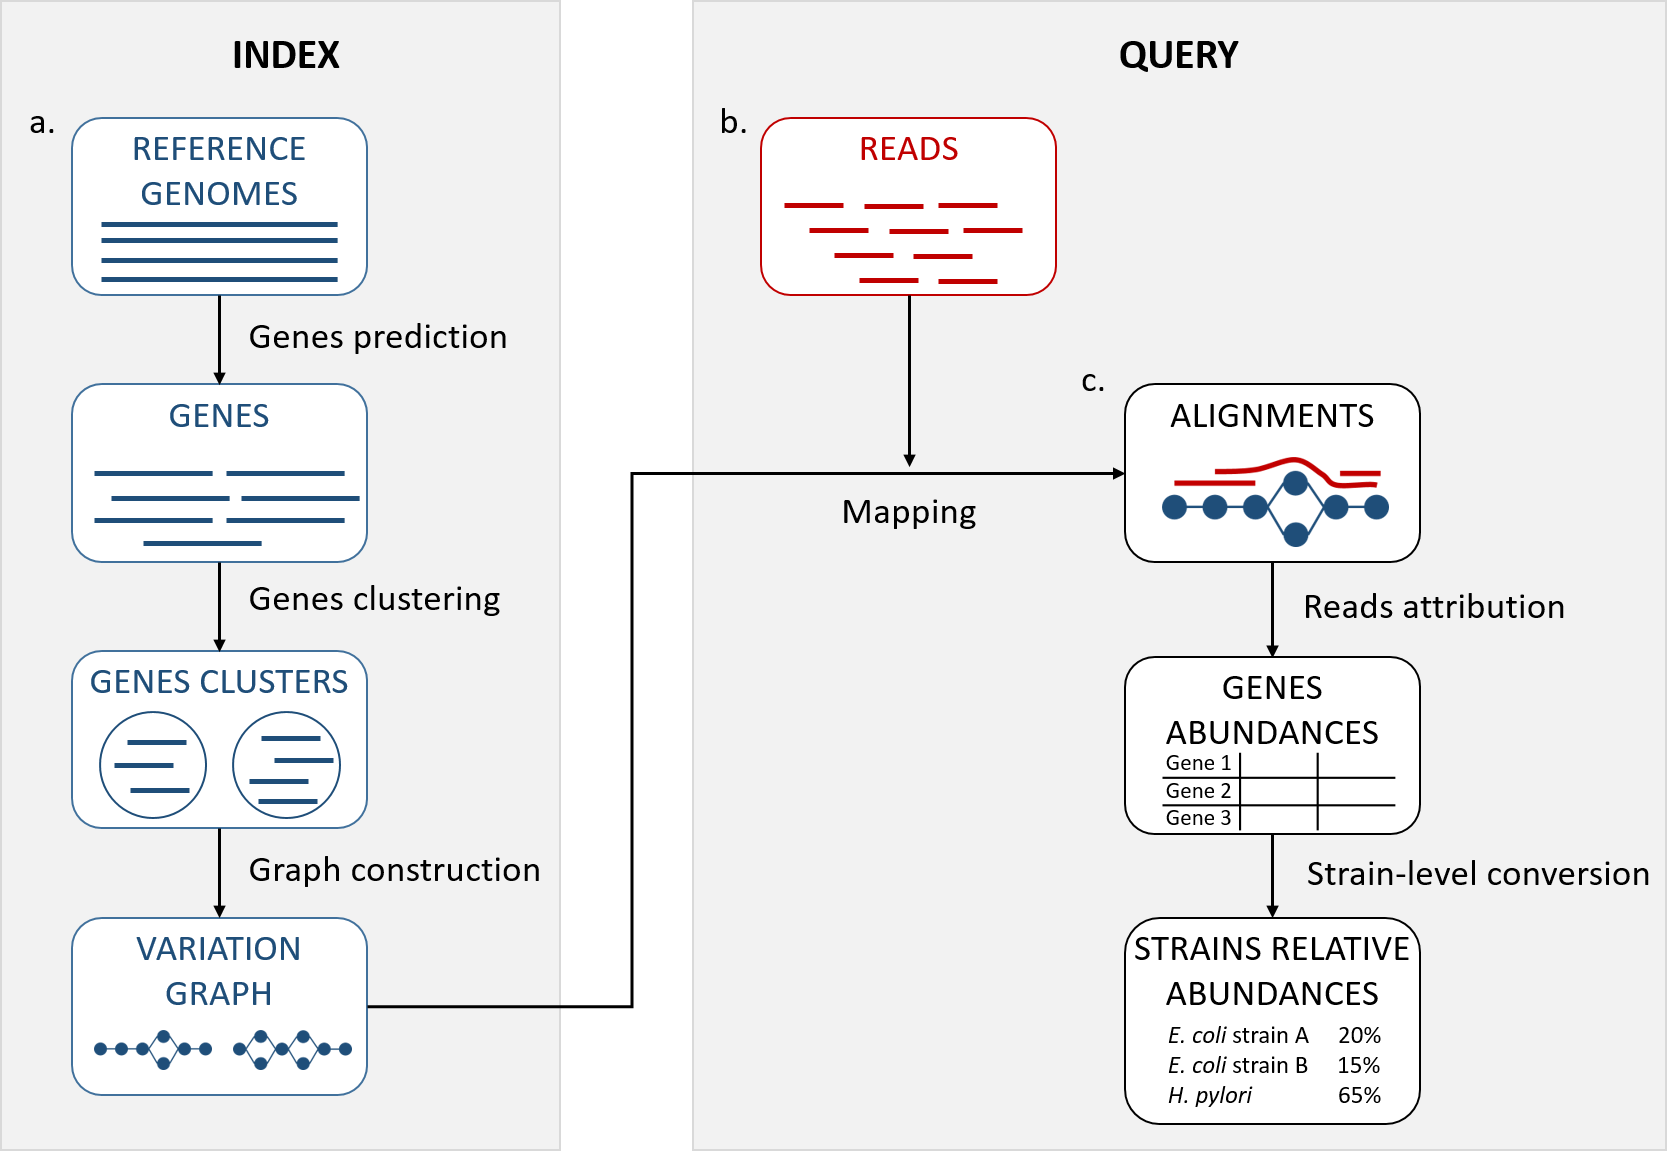 INDEX
a.
REFERENCE
GENOMES
Genes prediction
GENES
Genes clustering
GENES CLUSTERS
Graph construction
VARIATION
GRAPH
QUERY
b.
READS
Mapping
c.
ALIGNMENTS
Reads attribution
GENES
ABUNDANCES
Gene 1
Gene 2
Gene 3
Strain-level conversion
STRAINS RELATIVE
ABUNDANCES
E. coli strain A 20%
E. coli strain B 15%
H. pylori 65%